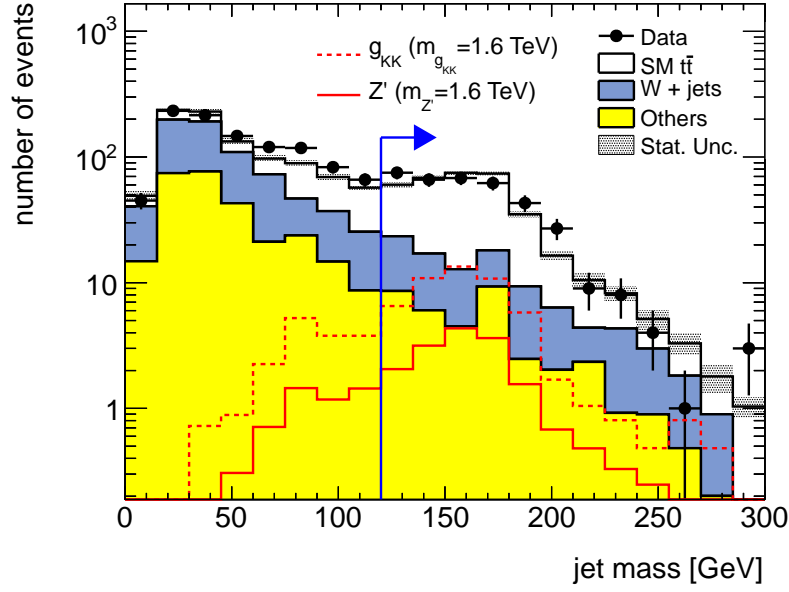 number of events
10³
10²
10
1
g_KK (m_g_KK=1.6 TeV)
Z' (m_Z'=1.6 TeV)
Data
SM tt̄
W + jets
Others
Stat. Unc.
0 50 100 150 200 250 300
jet mass [GeV]